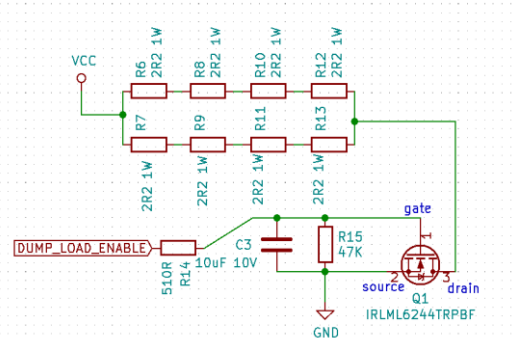 VCC
R6
2R2 1W
R8
2R2 1W
R10
2R2 1W
R12
2R2 1W
R7
2R2 1W
R9
2R2 1W
R11
2R2 1W
R13
2R2 1W
gate
1
DUMP_LOAD_ENABLE
510R
R14
C3
10uF 10V
R15
47K
source
2
3
drain
Q1
IRLML6244TRPBF
GND